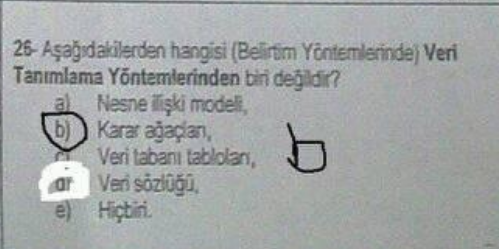 26- Aşağıdakilerden hangisi (Belirtim Yöntemlerinde) Veri
Tanımlama Yöntemlerinden biri değildir?
a) Nesne ilişki modeli,
b) Karar ağaçları,
c) Veri tabanı tabloları,
Veri sözlüğü,
e) Hiçbiri.
b